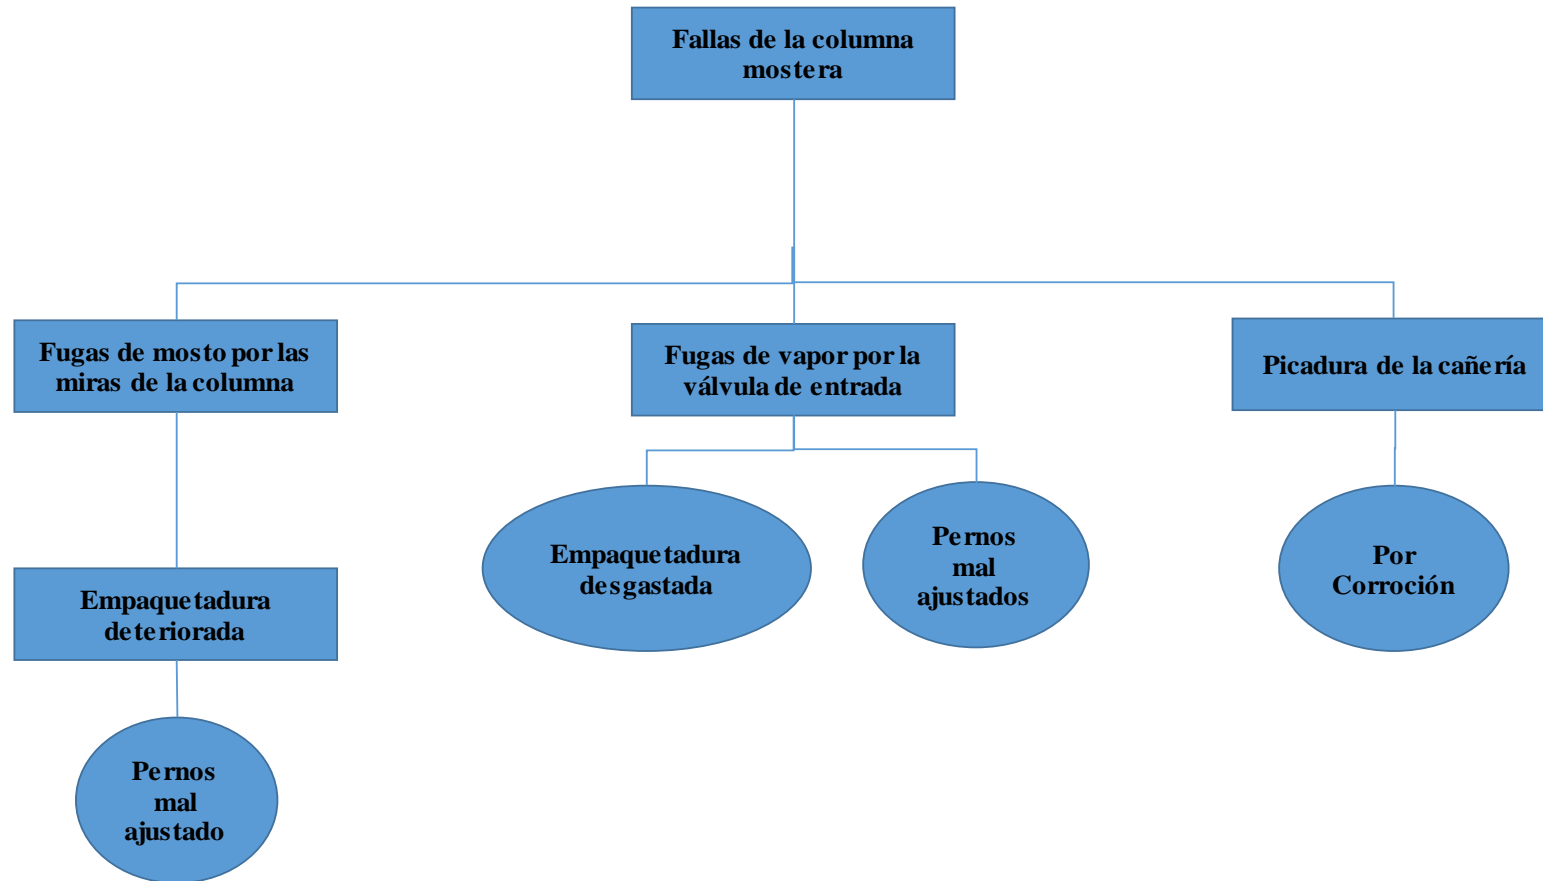 Fallas de la columna
mostera
Fugas de mosto por las
miras de la columna
Fugas de vapor por la
válvula de entrada
Picadura de la cañería
Empaquetadura
deteriorada
Empaquetadura
desgastada
Pernos
mal
ajustados
Por
Corroción
Pernos
mal
ajustado